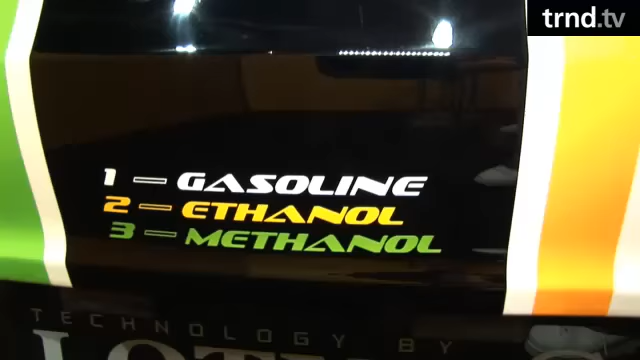 trnd.tv
1 — GASOLINE
2 — ETHANOL
3 — METHANOL
TECHNOLOGY BY